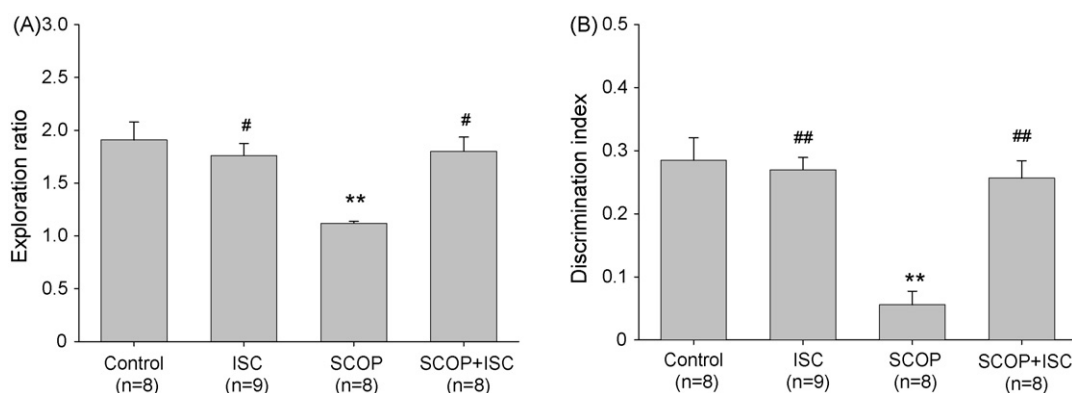 (A)
Exploration ratio
3.0
2.5
2.0
1.5
1.0
0.5
0
#
**
#
Control
(n=8)
ISC
(n=9)
SCOP
(n=8)
SCOP+ISC
(n=8)
(B)
Discrimination index
0.5
0.4
0.3
0.2
0.1
0
##
**
##
Control
(n=8)
ISC
(n=9)
SCOP
(n=8)
SCOP+ISC
(n=8)